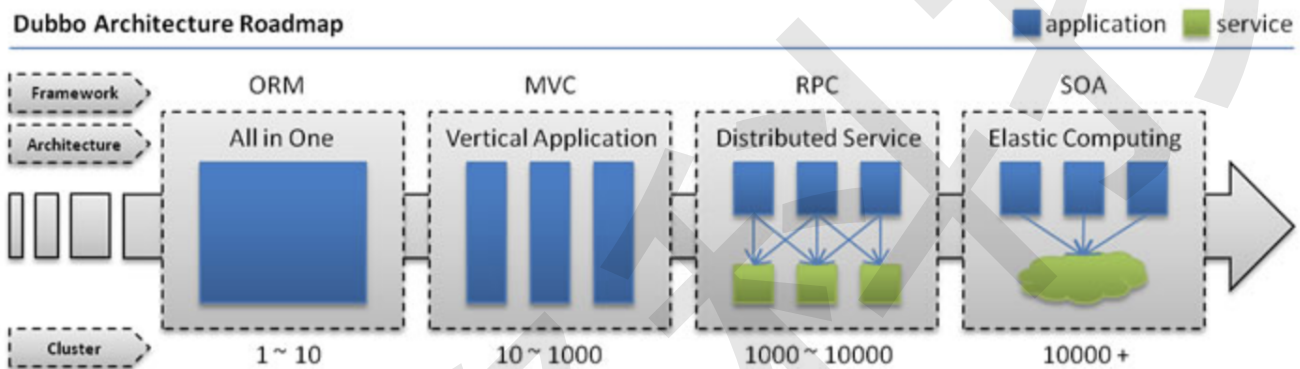 Dubbo Architecture Roadmap
application service
Framework ORM MVC RPC SOA
Architecture All in One Vertical Application Distributed Service Elastic Computing
Cluster 1 ~ 10 10 ~ 1000 1000 ~ 10000 10000 +